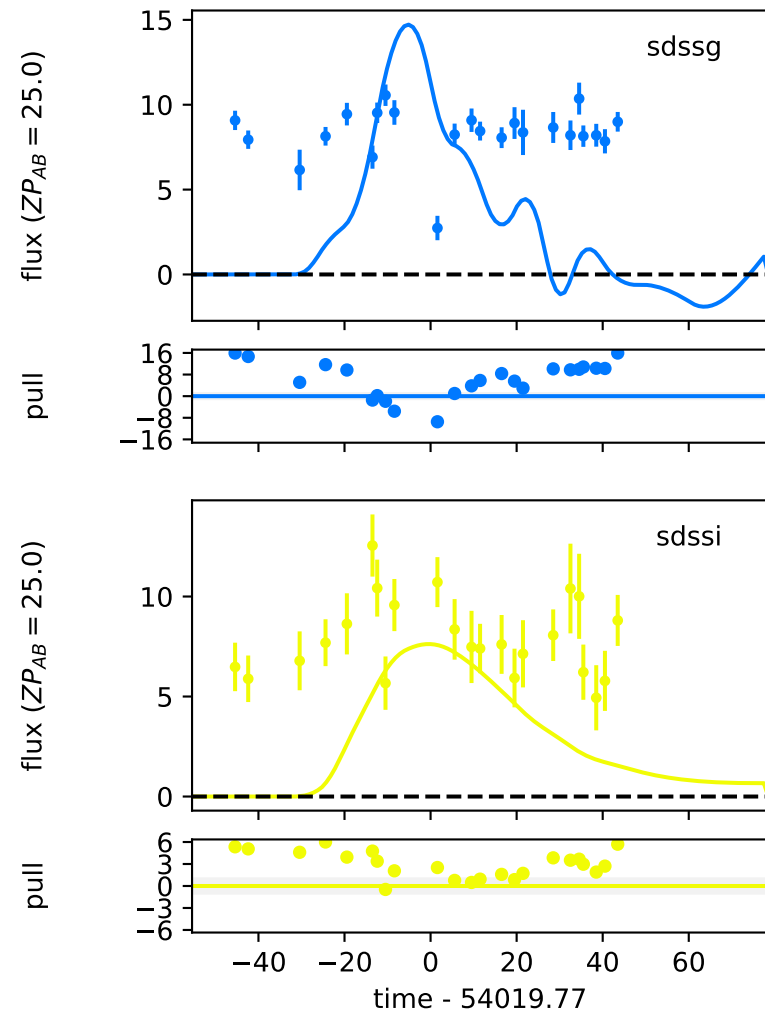 15
10
5
0
flux (ZP_AB = 25.0)
sdssg
16
8
0
−8
−16
pull
10
5
0
flux (ZP_AB = 25.0)
sdssi
6
3
0
−3
−6
pull
−40 −20 0 20 40 60
time - 54019.77